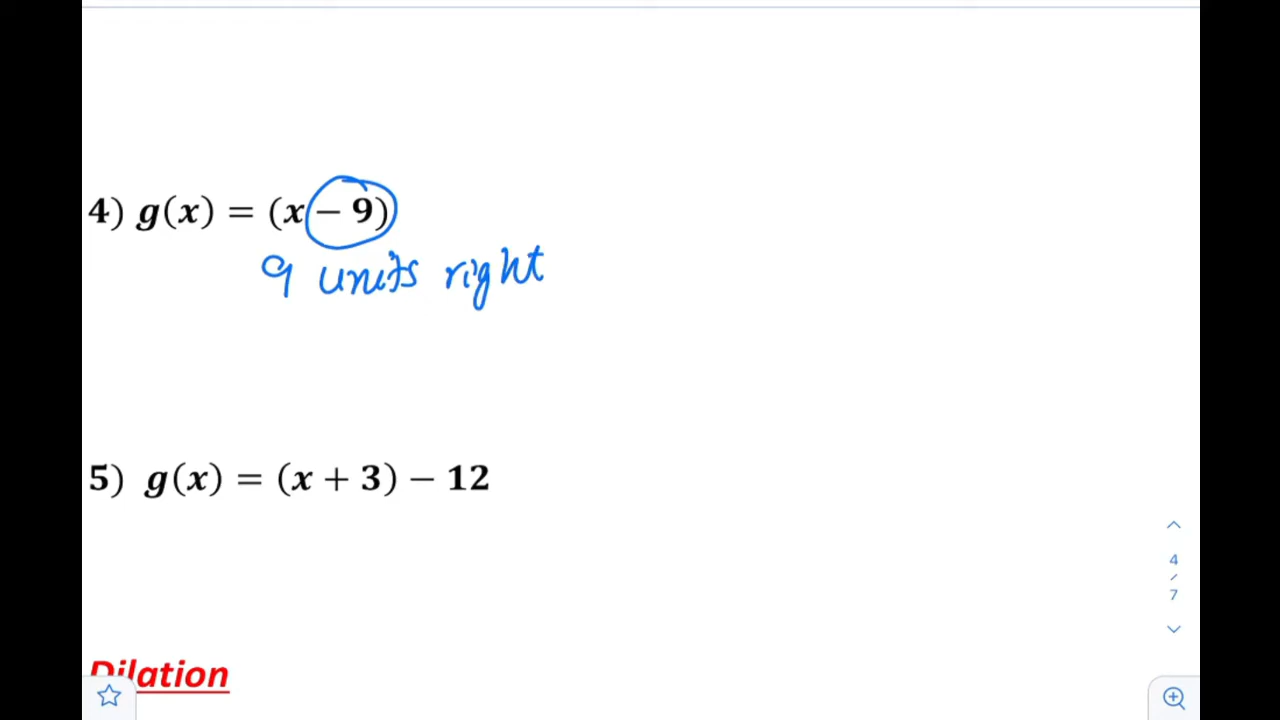 4) g(x) = (x − 9)
9 units right
5) g(x) = (x + 3) − 12
4
/
7
Dilation